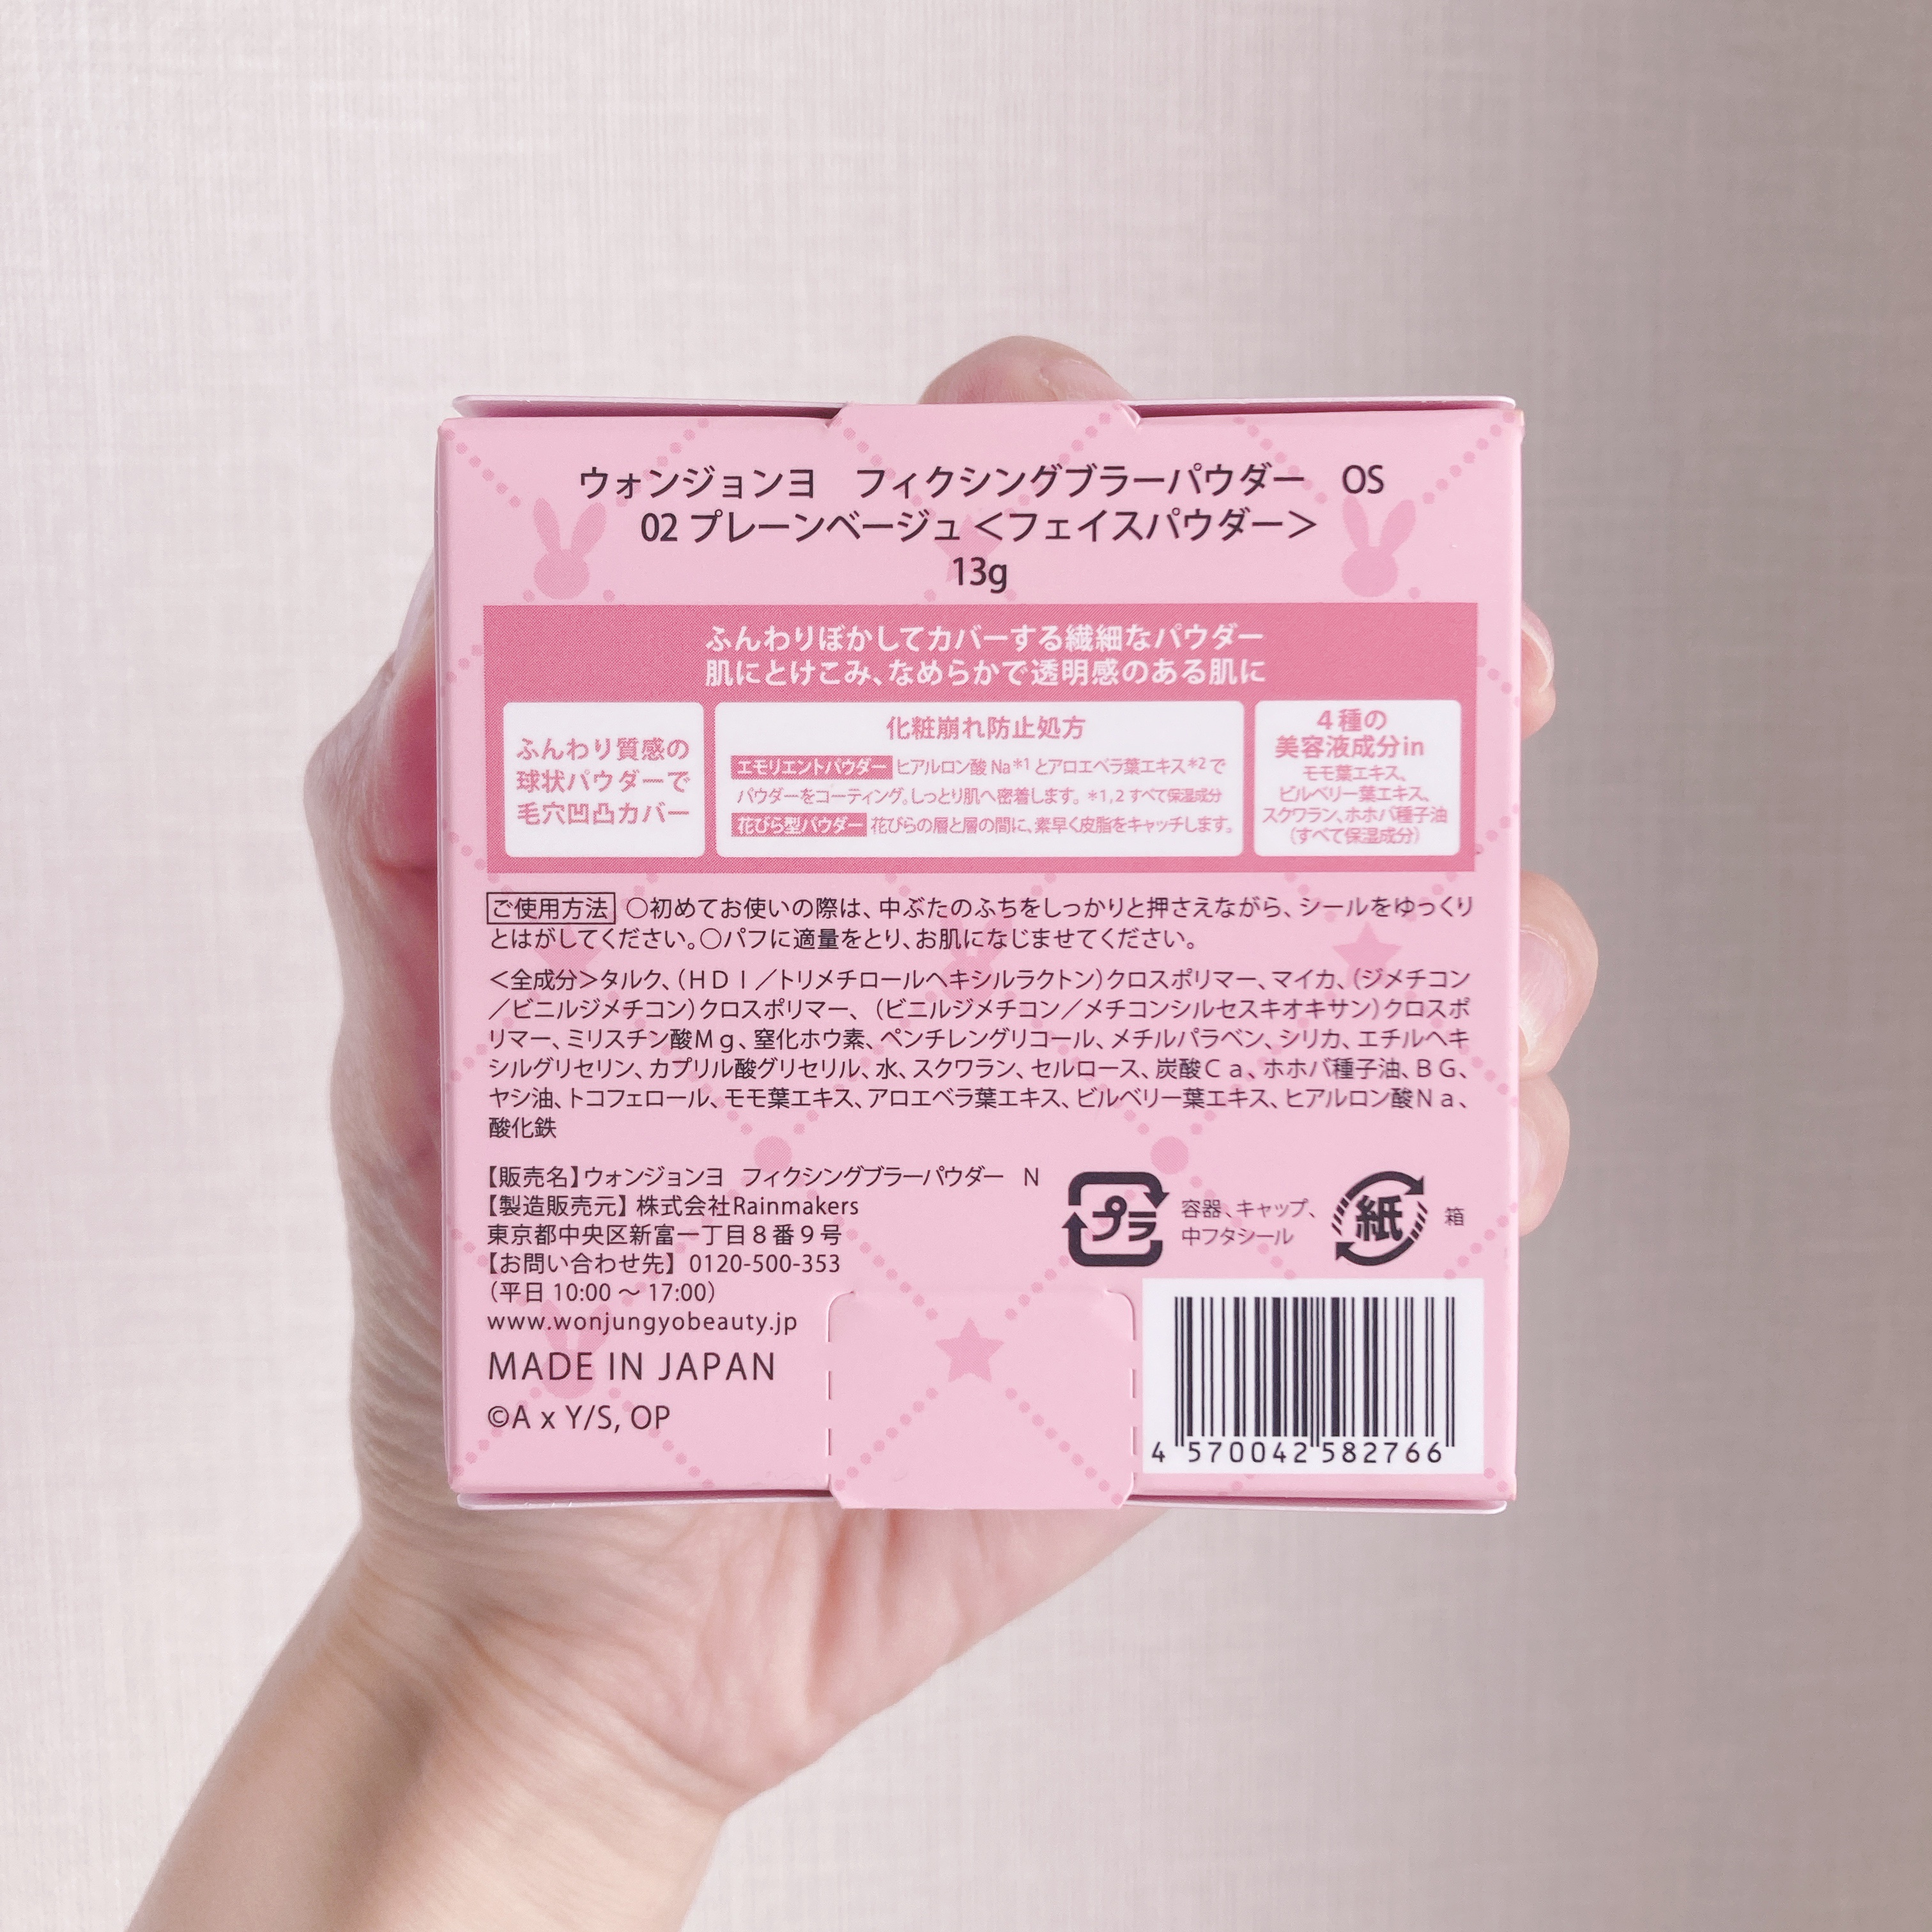 ウォンジョンヨ　フィクシングブラーパウダー　OS
02 プレーンベージュ＜フェイスパウダー＞
13g
ふんわりぼかしてカバーする繊細なパウダー
肌にとけこみ、なめらかで透明感のある肌に
ふんわり質感の
球状パウダーで
毛穴凹凸カバー
化粧崩れ防止処方
エモリエントパウダー ヒアルロン酸 Na＊1 とアロエベラ葉エキス＊2 で
パウダーをコーティング。しっとり肌へ密着します。＊1, 2 すべて保湿成分
花びら型パウダー 花びらの層と層の間に、素早く皮脂をキャッチします。
４種の
美容液成分in
モモ葉エキス、
ビルベリー葉エキス、
スクワラン、ホホバ種子油
（すべて保湿成分）
ご使用方法 ○初めてお使いの際は、中ぶたのふちをしっかりと押さえながら、シールをゆっくり
とはがしてください。○パフに適量をとり、お肌になじませてください。
＜全成分＞タルク、（ＨＤＩ／トリメチロールヘキシルラクトン）クロスポリマー、マイカ、（ジメチコン
／ビニルジメチコン）クロスポリマー、（ビニルジメチコン／メチコンシルセスキオキサン）クロスポ
リマー、ミリスチン酸Ｍｇ、窒化ホウ素、ペンチレングリコール、メチルパラベン、シリカ、エチルヘキ
シルグリセリン、カプリル酸グリセリル、水、スクワラン、セルロース、炭酸Ｃａ、ホホバ種子油、ＢＧ、
ヤシ油、トコフェロール、モモ葉エキス、アロエベラ葉エキス、ビルベリー葉エキス、ヒアルロン酸Ｎａ、
酸化鉄
【販売名】ウォンジョンヨ　フィクシングブラーパウダー　N
【製造販売元】株式会社Rainmakers
東京都中央区新富一丁目８番９号
【お問い合わせ先】0120-500-353
（平日 10:00 ～ 17:00）
www.wonjungyobeauty.jp
MADE IN JAPAN
©A x Y/S, OP
プラ
容器、キャップ、
中フタシール
紙
箱
4 570042 582766